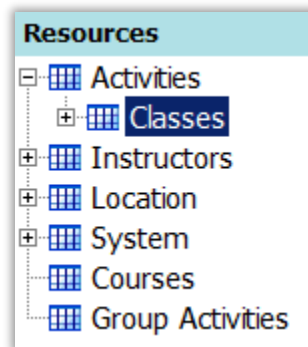 Resources
Activities
Classes
Instructors
Location
System
Courses
Group Activities